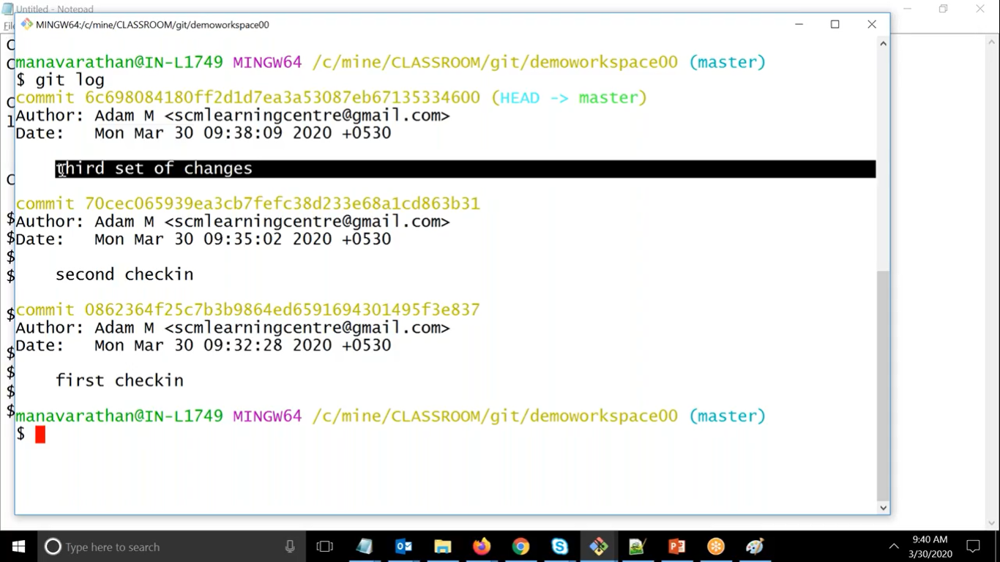 Untitled - Notepad
MINGW64:/c/mine/CLASSROOM/git/demoworkspace00
manavarathan@IN-L1749 MINGW64 /c/mine/CLASSROOM/git/demoworkspace00 (master)
$ git log
commit 6c698084180ff2d1d7ea3a53087eb67135334600 (HEAD -> master)
Author: Adam M <scmlearningcentre@gmail.com>
Date:   Mon Mar 30 09:38:09 2020 +0530
third set of changes
commit 70cec065939ea3cb7fefc38d233e68a1cd863b31
Author: Adam M <scmlearningcentre@gmail.com>
Date:   Mon Mar 30 09:35:02 2020 +0530
second checkin
commit 0862364f25c7b3b9864ed6591694301495f3e837
Author: Adam M <scmlearningcentre@gmail.com>
Date:   Mon Mar 30 09:32:28 2020 +0530
first checkin
manavarathan@IN-L1749 MINGW64 /c/mine/CLASSROOM/git/demoworkspace00 (master)
$
Type here to search
9:40 AM
3/30/2020